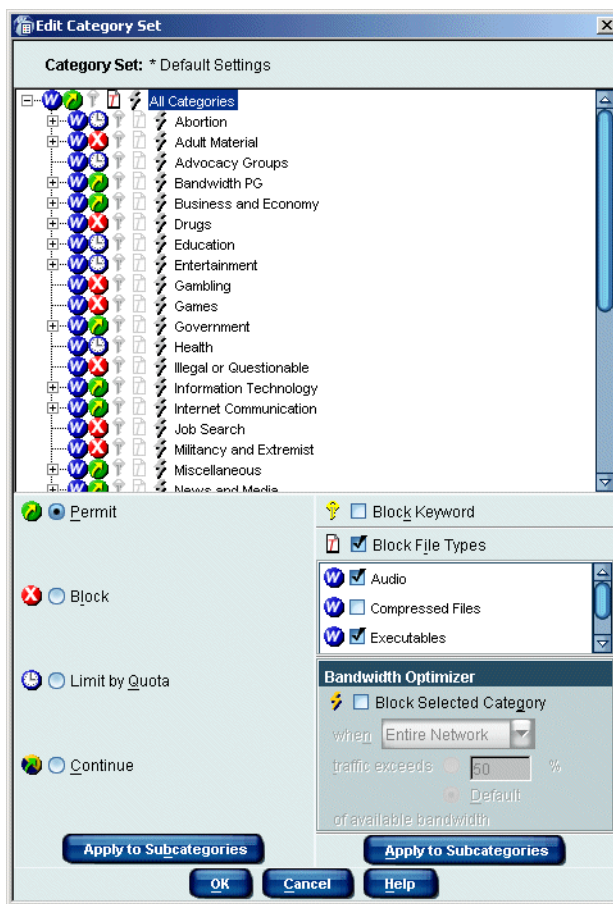 Edit Category Set
Category Set: * Default Settings
All Categories
Abortion
Adult Material
Advocacy Groups
Bandwidth PG
Business and Economy
Drugs
Education
Entertainment
Gambling
Games
Government
Health
Illegal or Questionable
Information Technology
Internet Communication
Job Search
Militancy and Extremist
Miscellaneous
News and Media
Permit
Block
Limit by Quota
Continue
Apply to Subcategories
Block Keyword
Block File Types
Audio
Compressed Files
Executables
Bandwidth Optimizer
Block Selected Category
when Entire Network
traffic exceeds 50 %
Default
of available bandwidth
Apply to Subcategories
OK Cancel Help